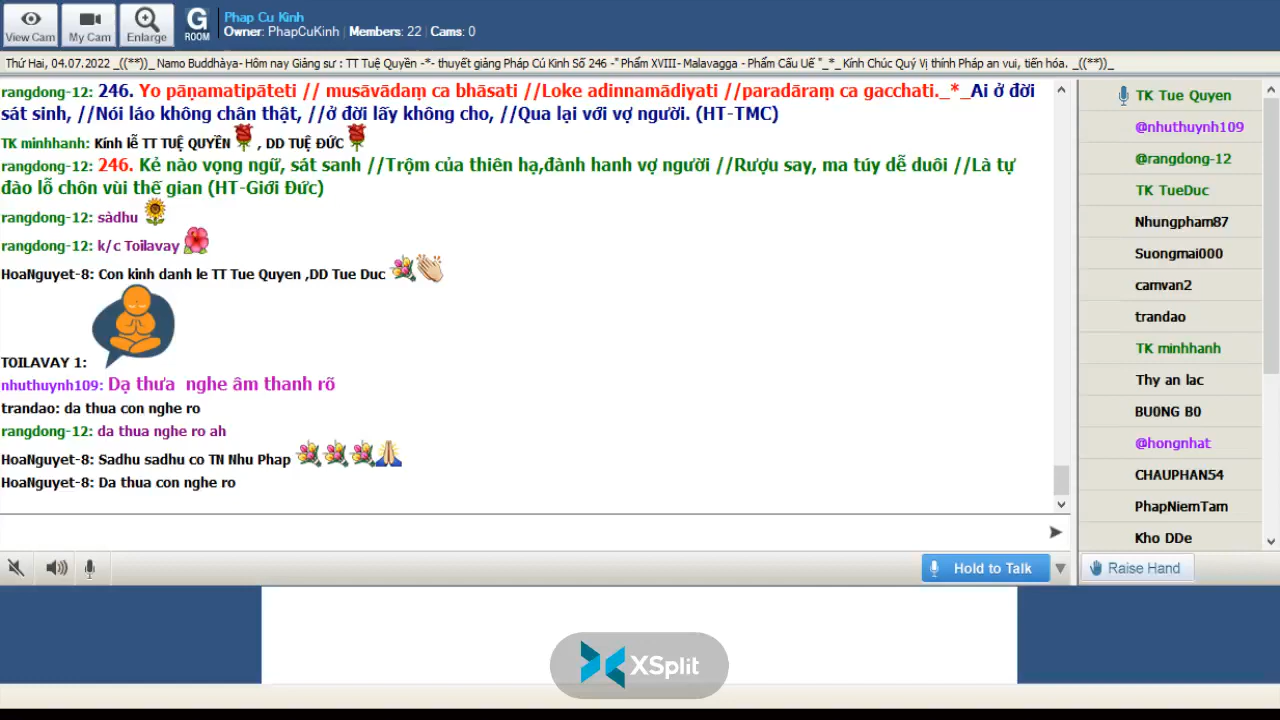 View Cam
My Cam
Enlarge
G
ROOM
Phap Cu Kinh
Owner: PhapCuKinh | Members: 22 | Cams: 0
Thứ Hai, 04.07.2022 _((**))_ Namo Buddhàya- Hôm nay Giảng sư : TT Tuệ Quyền -*- thuyết giảng Pháp Cú Kinh Số 246 -" Phẩm XVIII- Malavagga - Phẩm Cấu Uế "_*_ Kính Chúc Quý Vị thính Pháp an vui, tiến hóa. _((**))_
rangdong-12: 246. Yo pāṇamatipāteti // musāvādaṃ ca bhāsati //Loke adinnamādiyati //paradāraṃ ca gacchati._*_Ai ở đời
sát sinh, //Nói láo không chân thật, //ở đời lấy không cho, //Qua lại với vợ người. (HT-TMC)
TK minhhanh: Kính lễ TT TUỆ QUYỀN , DD TUỆ ĐỨC
rangdong-12: 246. Kẻ nào vọng ngữ, sát sanh //Trộm của thiên hạ,đành hanh vợ người //Rượu say, ma túy dễ duôi //Là tự
đào lỗ chôn vùi thế gian (HT-Giới Đức)
rangdong-12: sàdhu
rangdong-12: k/c Toilavay
HoaNguyet-8: Con kinh danh le TT Tue Quyen ,DD Tue Duc
TOILAVAY 1:
nhuthuynh109: Dạ thưa nghe âm thanh rõ
trandao: da thua con nghe ro
rangdong-12: da thua nghe ro ah
HoaNguyet-8: Sadhu sadhu co TN Nhu Phap
HoaNguyet-8: Da thua con nghe ro
Hold to Talk
TK Tue Quyen
@nhuthuynh109
@rangdong-12
TK TueDuc
Nhungpham87
Suongmai000
camvan2
trandao
TK minhhanh
Thy an lac
BU0NG B0
@hongnhat
CHAUPHAN54
PhapNiemTam
Kho DDe
Raise Hand
XSplit